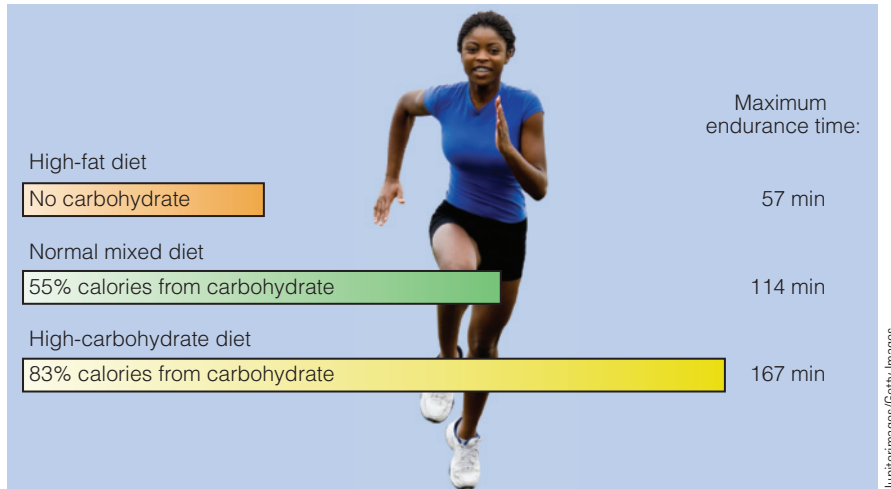 Maximum
endurance time:
High-fat diet
No carbohydrate
57 min
Normal mixed diet
55% calories from carbohydrate
114 min
High-carbohydrate diet
83% calories from carbohydrate
167 min
Jupiterimages/Getty Images